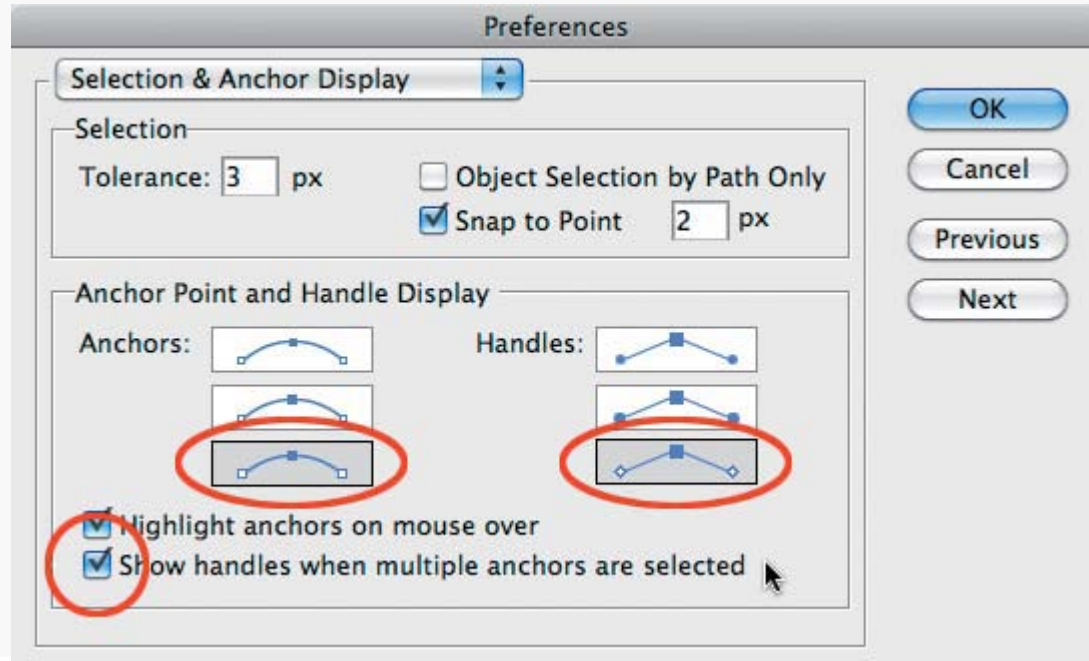 Preferences
Selection & Anchor Display
OK
Selection
Tolerance: 3 px
Object Selection by Path Only
Cancel
Snap to Point 2 px
Previous
Anchor Point and Handle Display
Next
Anchors:
Handles:
Highlight anchors on mouse over
Show handles when multiple anchors are selected